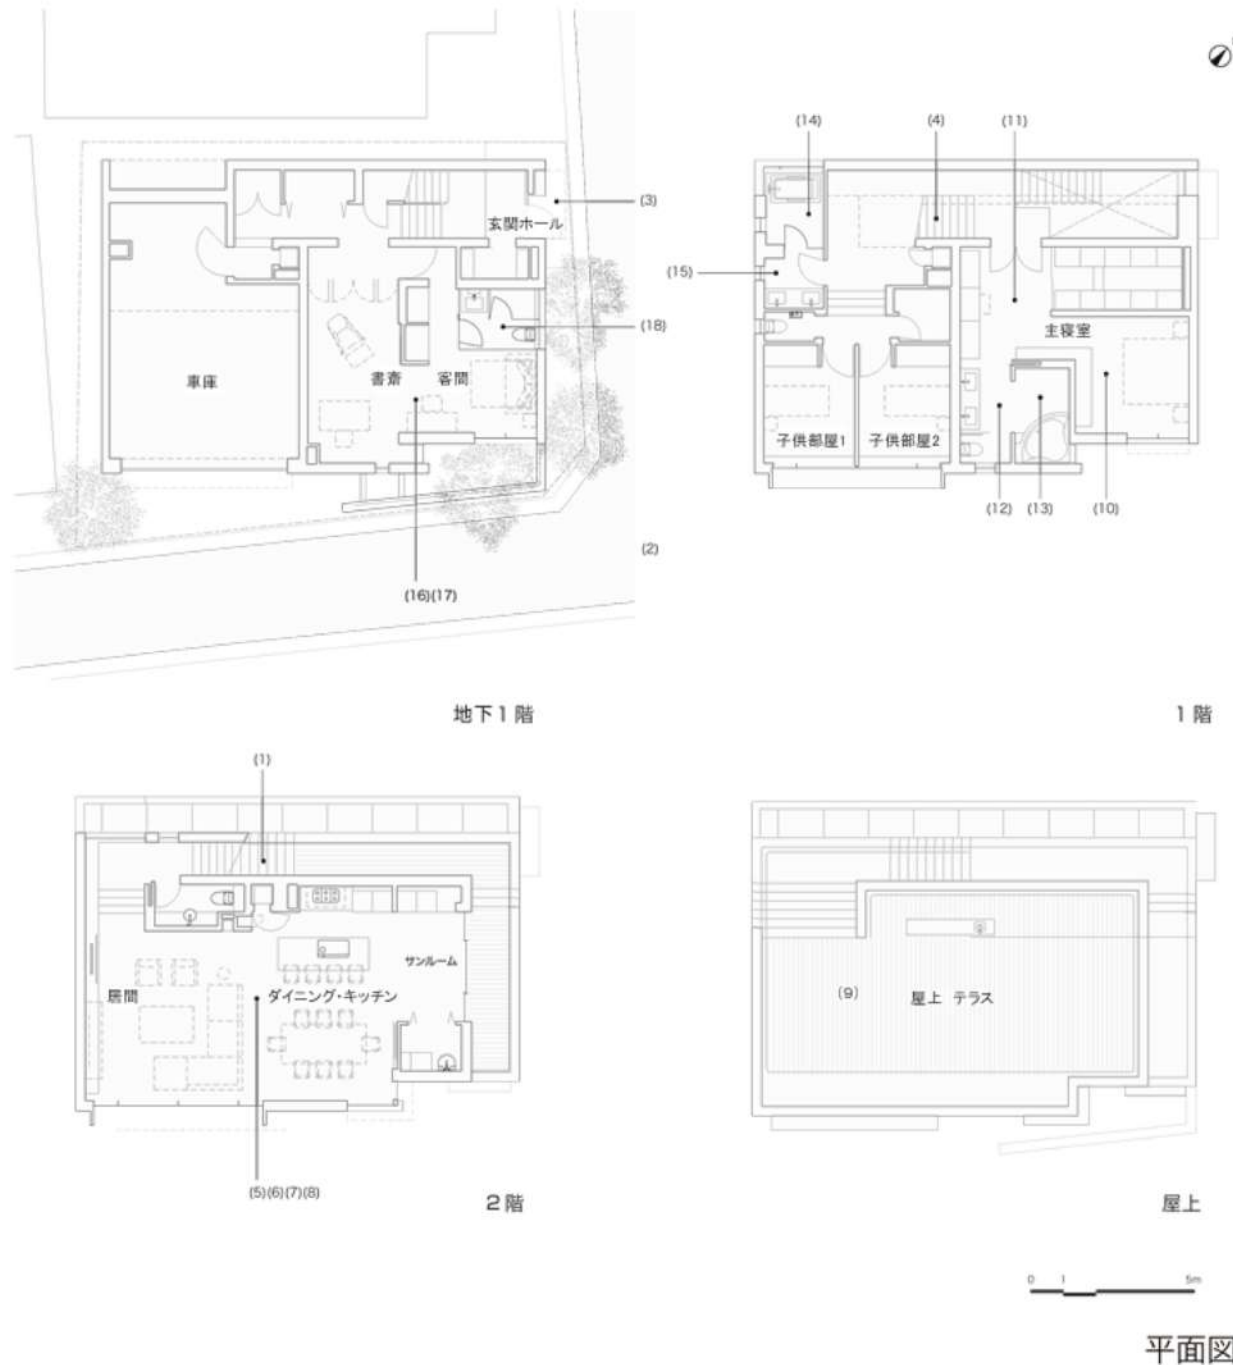 (3)
玄関ホール
(18)
車庫
書斎
客間
(2)
(16)(17)
地下1階
(14)
(4)
(11)
(15)
主寝室
子供部屋1
子供部屋2
(12)
(13)
(10)
1階
(1)
サンルーム
居間
ダイニング・キッチン
(5)(6)(7)(8)
2階
(9)
屋上 テラス
屋上
0 1 5m
平面図